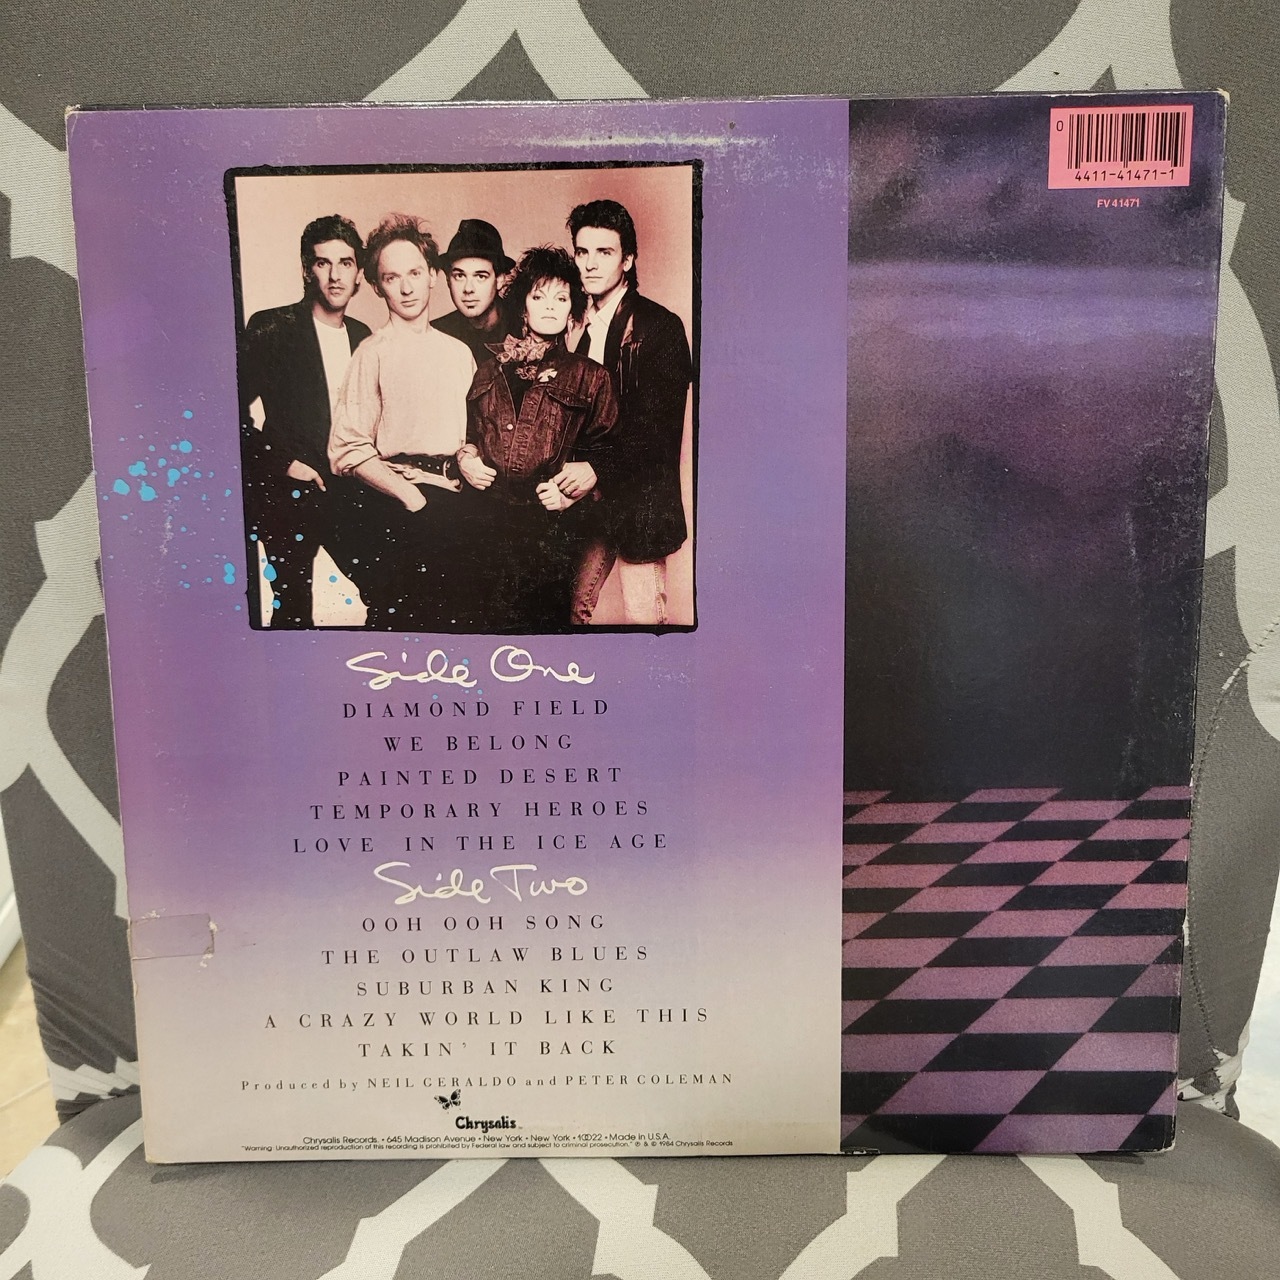 0
4411-41471-1
FV 41471
Side One
DIAMOND FIELD
WE BELONG
PAINTED DESERT
TEMPORARY HEROES
LOVE IN THE ICE AGE
Side Two
OOH OOH SONG
THE OUTLAW BLUES
SUBURBAN KING
A CRAZY WORLD LIKE THIS
TAKIN' IT BACK
Produced by NEIL GERALDO and PETER COLEMAN
Chrysalis
Chrysalis Records • 645 Madison Avenue • New York • New York • 10022 • Made in U.S.A.
"Warning: Unauthorized reproduction of this recording is prohibited by Federal law and subject to criminal prosecution." ℗ & © 1984 Chrysalis Records